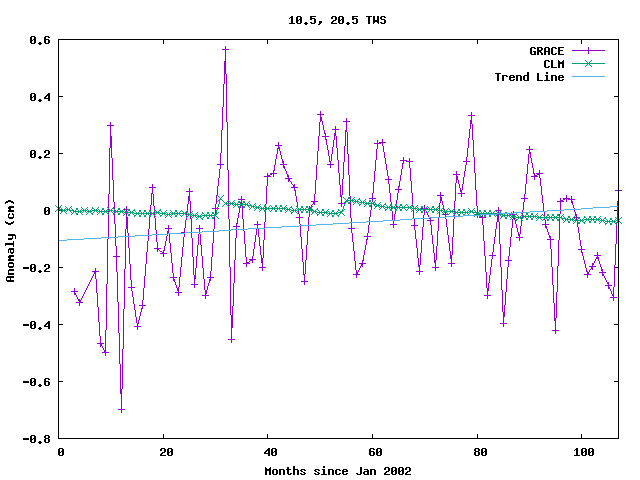 10.5, 20.5 TWS
GRACE
CLM
Trend Line
0.6
0.4
0.2
0
-0.2
-0.4
-0.6
-0.8
Anomaly (cm)
0 20 40 60 80 100
Months since Jan 2002